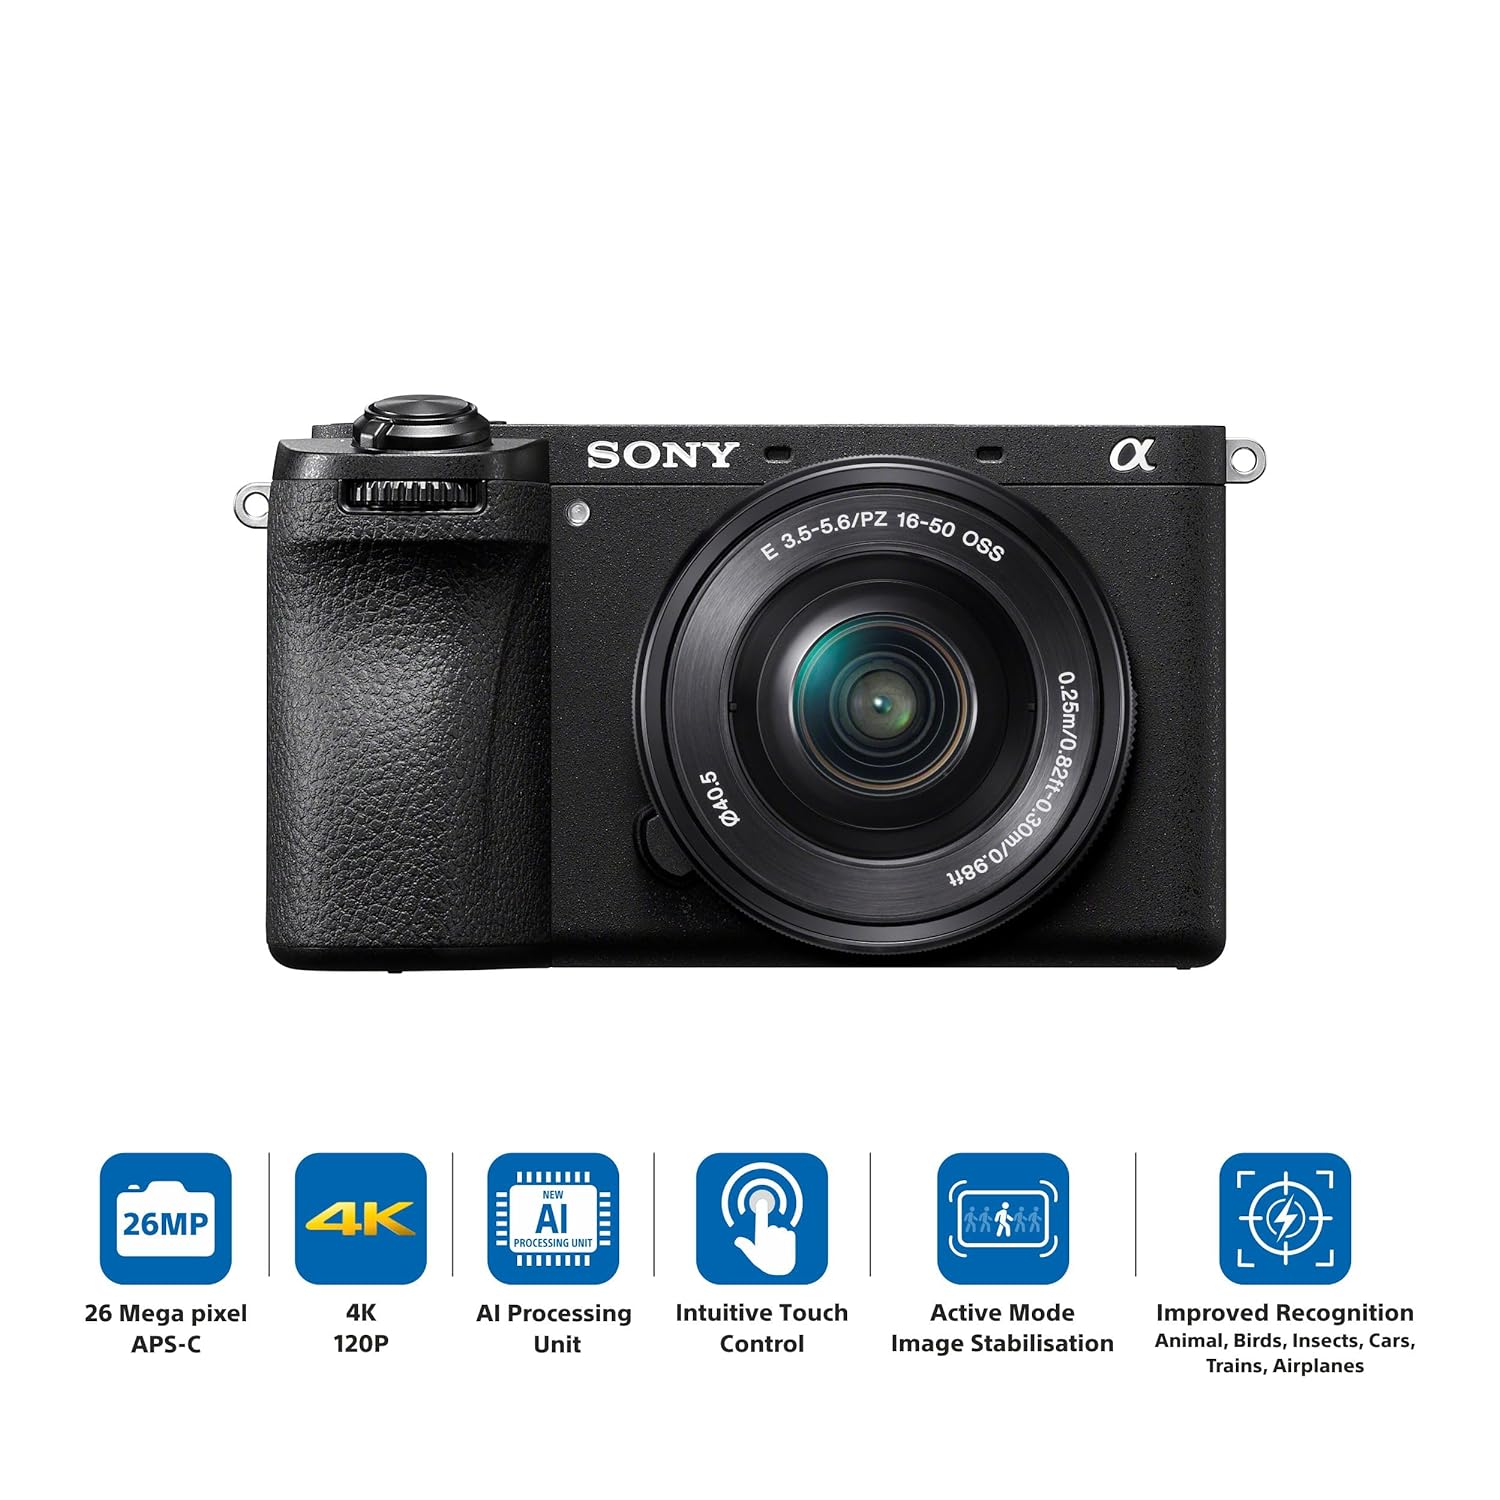 SONY
α
E 3.5-5.6/PZ 16-50 OSS
0.25m/0.82ft-0.30m/0.98ft
Ø40.5
26MP
4K
NEW
AI
PROCESSING UNIT
26 Mega pixel
APS-C
4K
120P
AI Processing
Unit
Intuitive Touch
Control
Active Mode
Image Stabilisation
Improved Recognition
Animal, Birds, Insects, Cars,
Trains, Airplanes